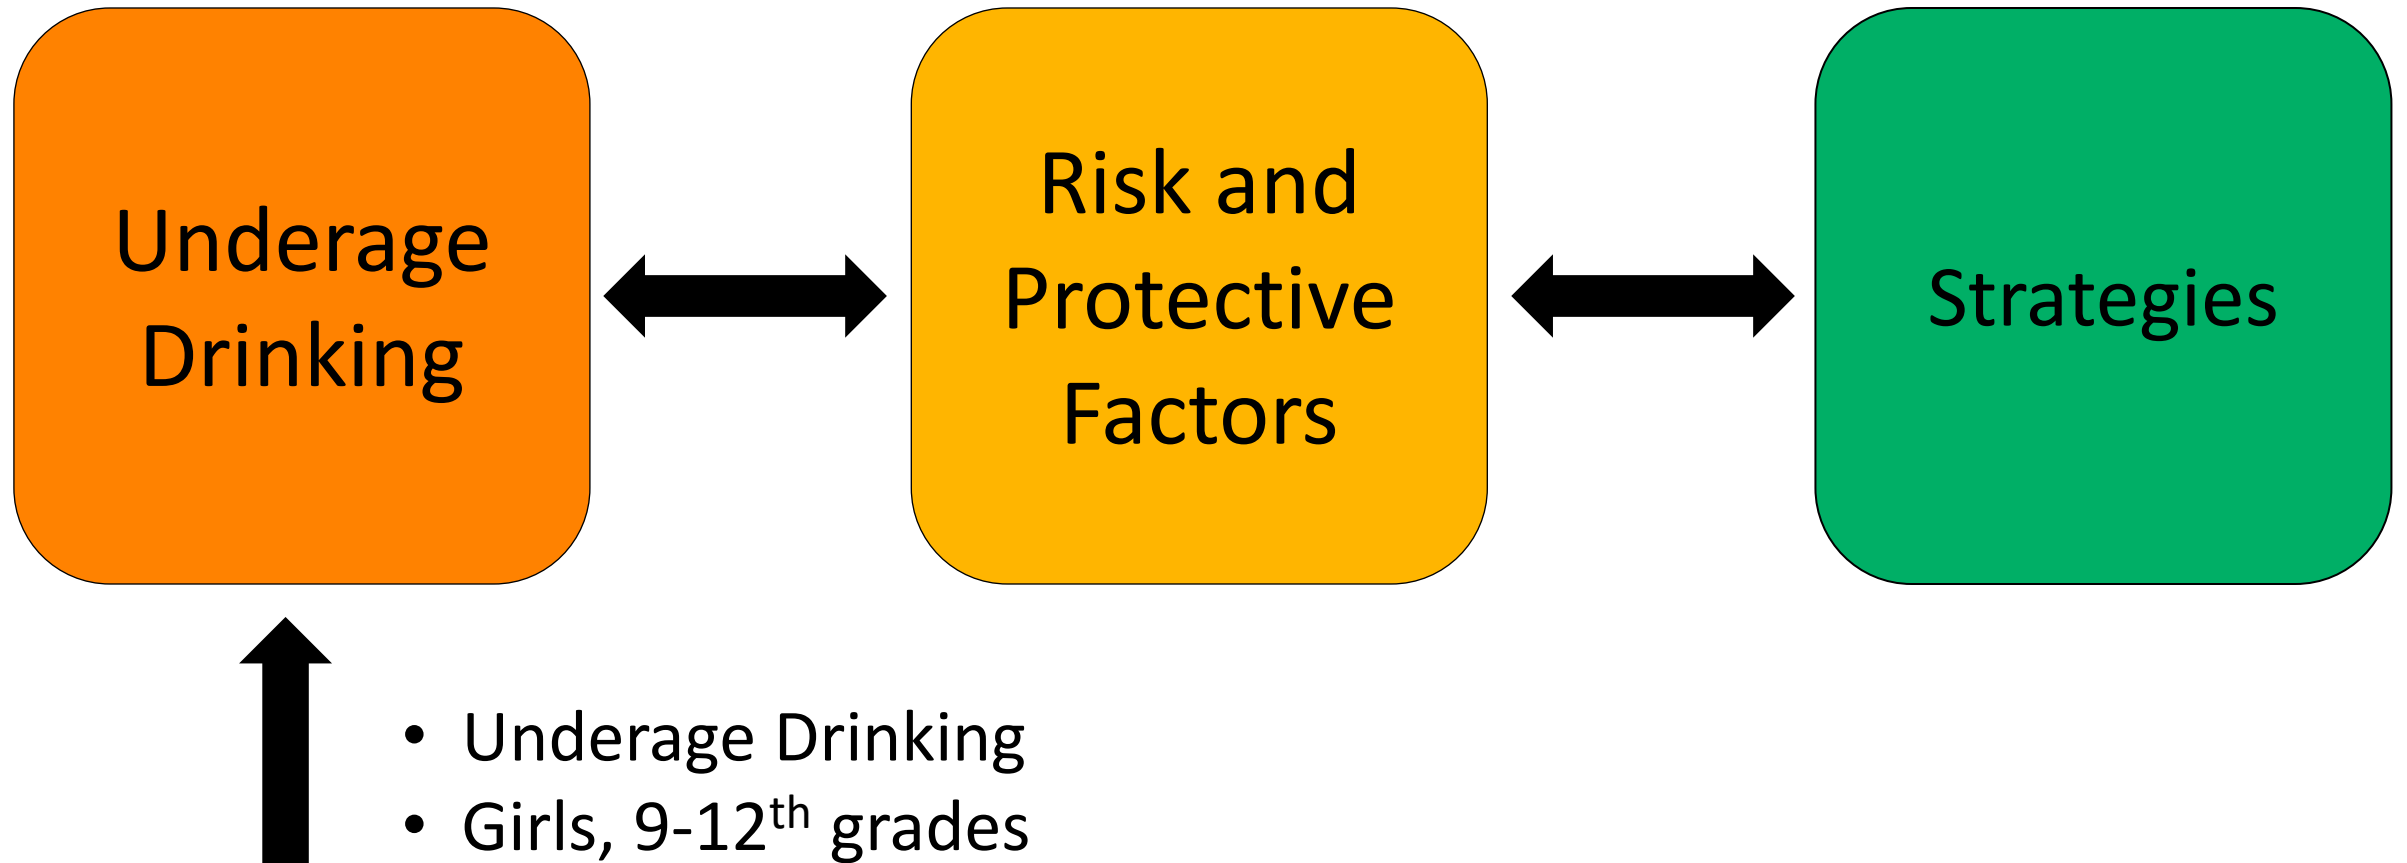 Underage
Drinking
Risk and
Protective
Factors
Strategies
• Underage Drinking
• Girls, 9-12th grades